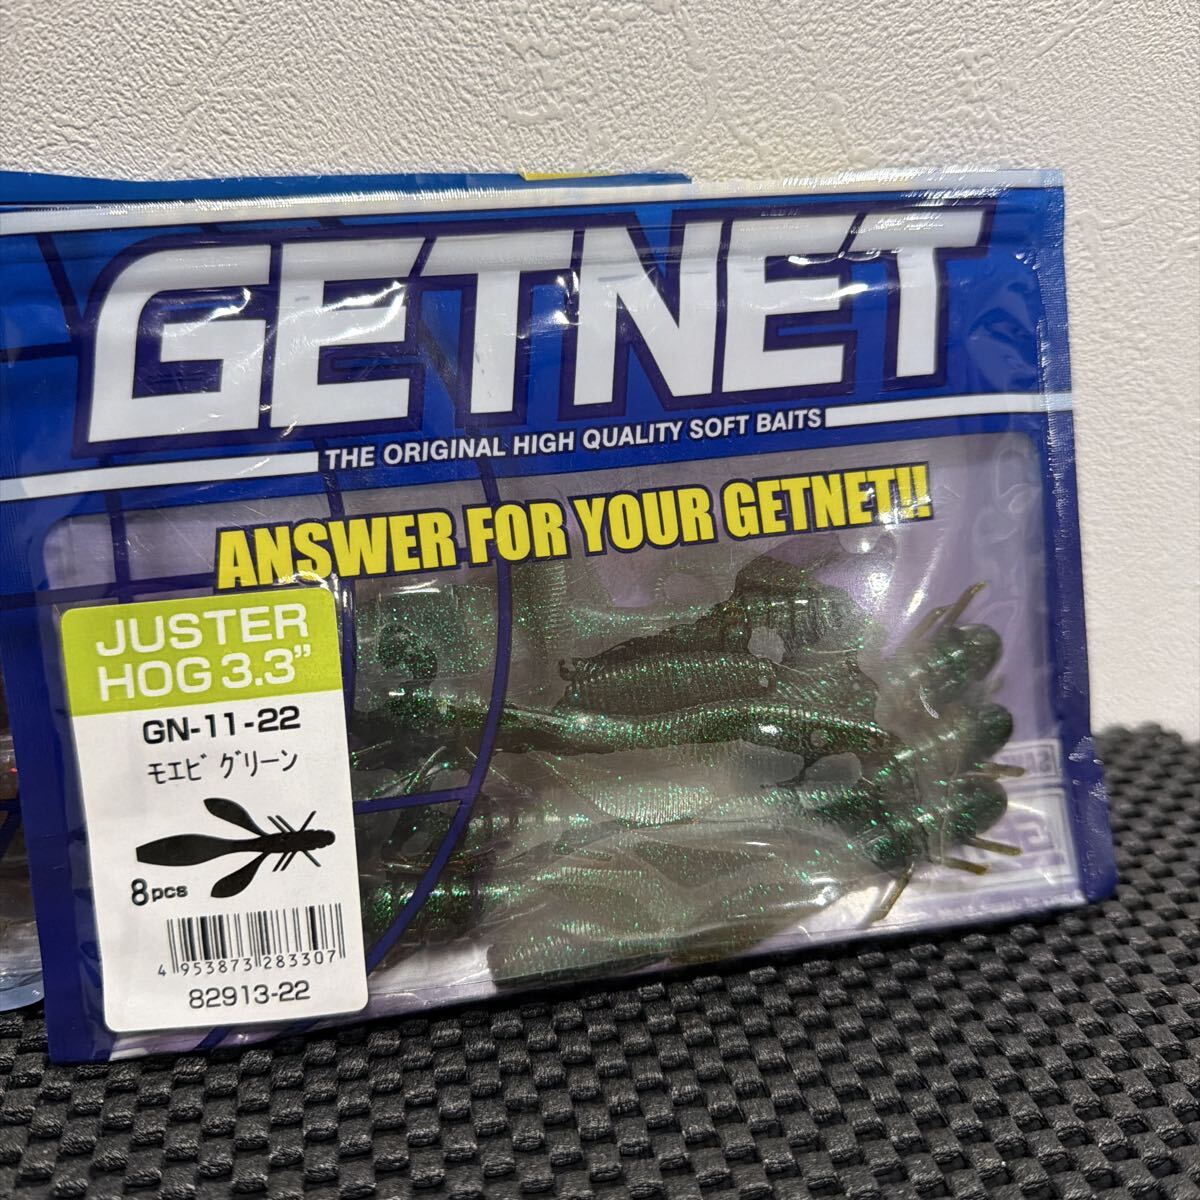 GETNET
THE ORIGINAL HIGH QUALITY SOFT BAITS
ANSWER FOR YOUR GETNET!!
JUSTER
HOG 3.3"
GN-11-22
モエビ グリーン
8pcs
4 953873 283307
82913-22